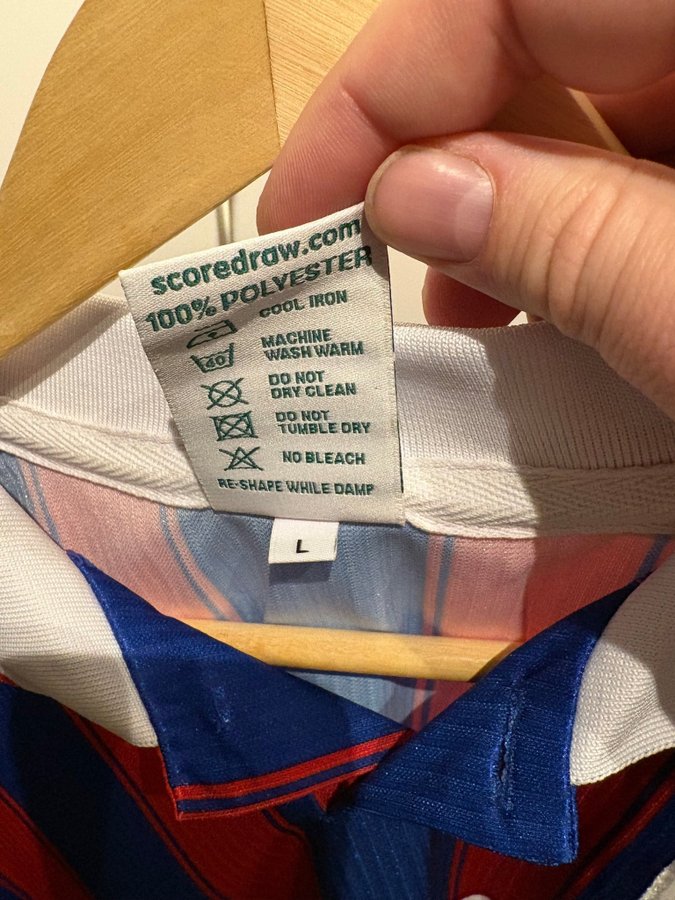 scoredraw.com
100% POLYESTER
COOL IRON
40
MACHINE
WASH WARM
DO NOT
DRY CLEAN
DO NOT
TUMBLE DRY
NO BLEACH
RE-SHAPE WHILE DAMP
L